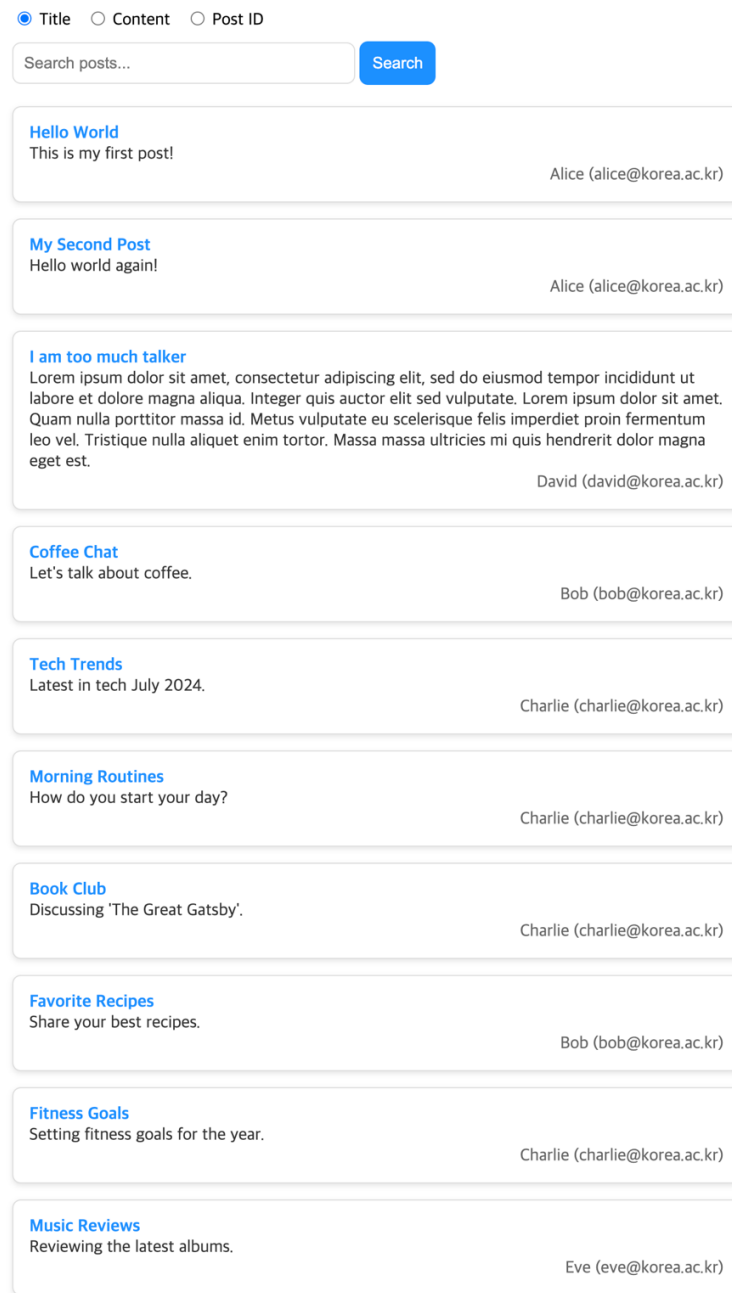 Title Content Post ID
Search posts... Search
Hello World
This is my first post!
Alice (alice@korea.ac.kr)
My Second Post
Hello world again!
Alice (alice@korea.ac.kr)
I am too much talker
Lorem ipsum dolor sit amet, consectetur adipiscing elit, sed do eiusmod tempor incididunt ut
labore et dolore magna aliqua. Integer quis auctor elit sed vulputate. Lorem ipsum dolor sit amet.
Quam nulla porttitor massa id. Metus vulputate eu scelerisque felis imperdiet proin fermentum
leo vel. Tristique nulla aliquet enim tortor. Massa massa ultricies mi quis hendrerit dolor magna
eget est.
David (david@korea.ac.kr)
Coffee Chat
Let's talk about coffee.
Bob (bob@korea.ac.kr)
Tech Trends
Latest in tech July 2024.
Charlie (charlie@korea.ac.kr)
Morning Routines
How do you start your day?
Charlie (charlie@korea.ac.kr)
Book Club
Discussing 'The Great Gatsby'.
Charlie (charlie@korea.ac.kr)
Favorite Recipes
Share your best recipes.
Bob (bob@korea.ac.kr)
Fitness Goals
Setting fitness goals for the year.
Charlie (charlie@korea.ac.kr)
Music Reviews
Reviewing the latest albums.
Eve (eve@korea.ac.kr)